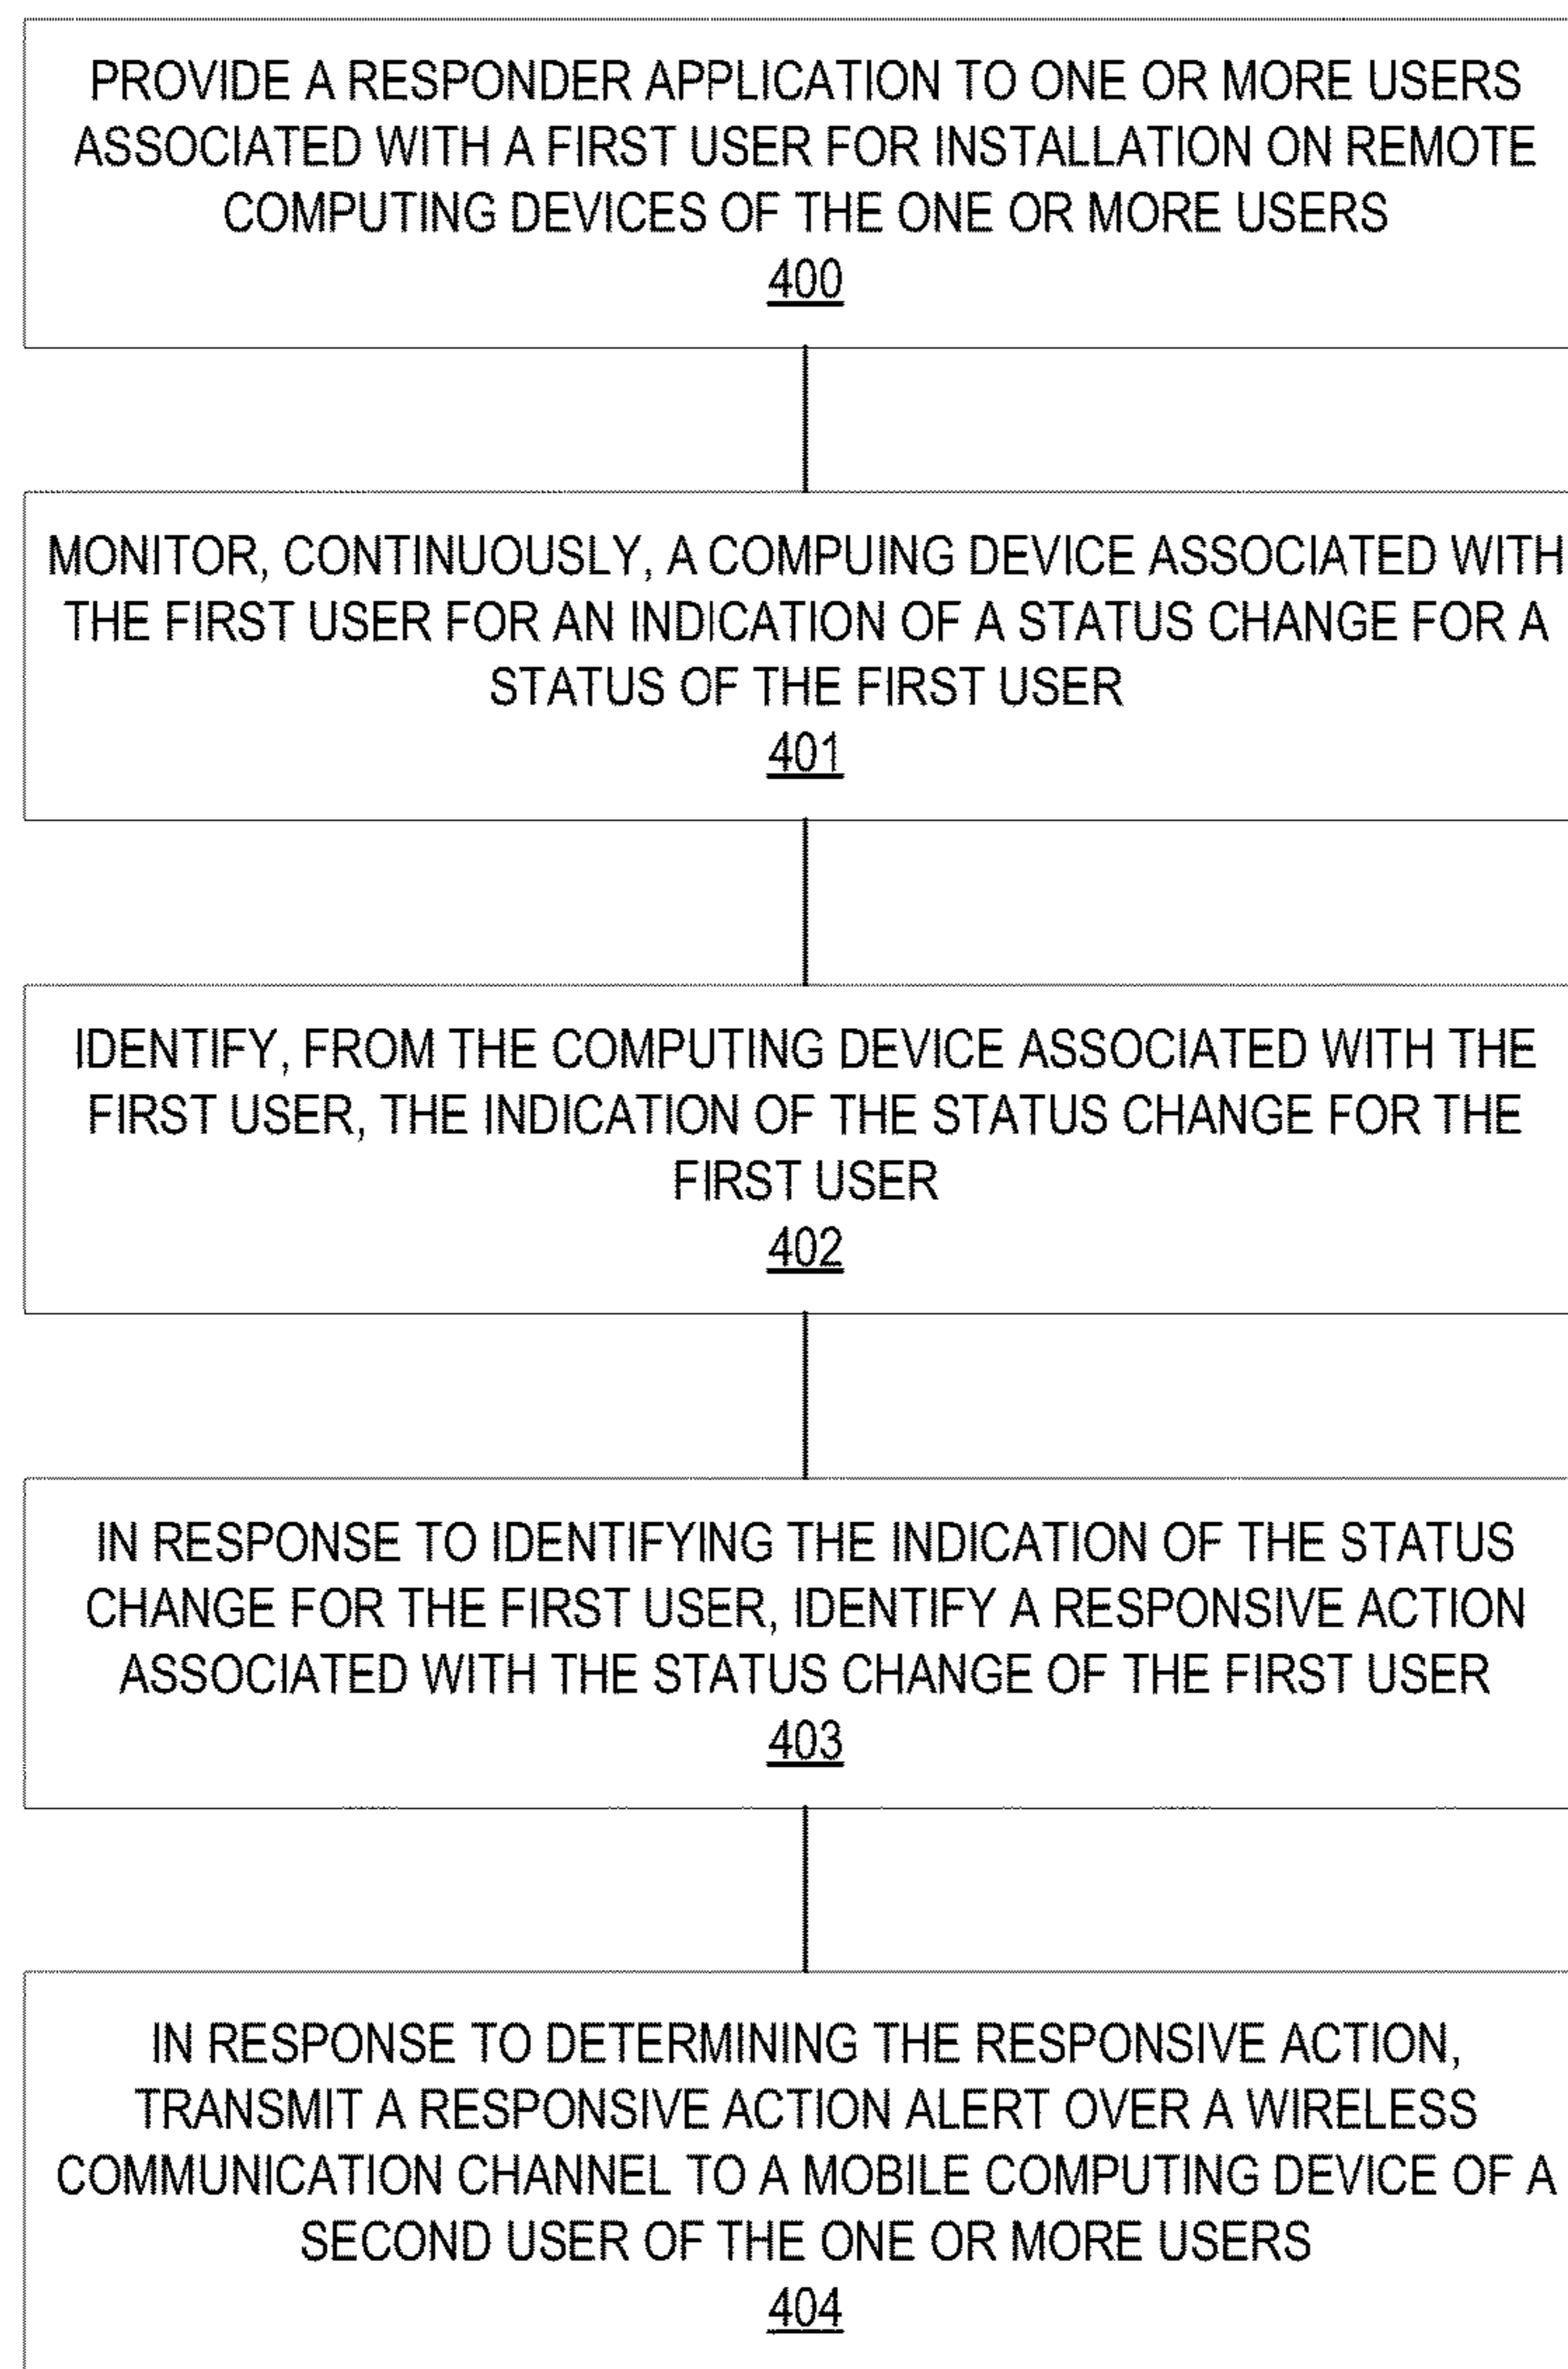 PROVIDE A RESPONDER APPLICATION TO ONE OR MORE USERS
ASSOCIATED WITH A FIRST USER FOR INSTALLATION ON REMOTE
COMPUTING DEVICES OF THE ONE OR MORE USERS
400
MONITOR, CONTINUOUSLY, A COMPUING DEVICE ASSOCIATED WITH
THE FIRST USER FOR AN INDICATION OF A STATUS CHANGE FOR A
STATUS OF THE FIRST USER
401
IDENTIFY, FROM THE COMPUTING DEVICE ASSOCIATED WITH THE
FIRST USER, THE INDICATION OF THE STATUS CHANGE FOR THE
FIRST USER
402
IN RESPONSE TO IDENTIFYING THE INDICATION OF THE STATUS
CHANGE FOR THE FIRST USER, IDENTIFY A RESPONSIVE ACTION
ASSOCIATED WITH THE STATUS CHANGE OF THE FIRST USER
403
IN RESPONSE TO DETERMINING THE RESPONSIVE ACTION,
TRANSMIT A RESPONSIVE ACTION ALERT OVER A WIRELESS
COMMUNICATION CHANNEL TO A MOBILE COMPUTING DEVICE OF A
SECOND USER OF THE ONE OR MORE USERS
404